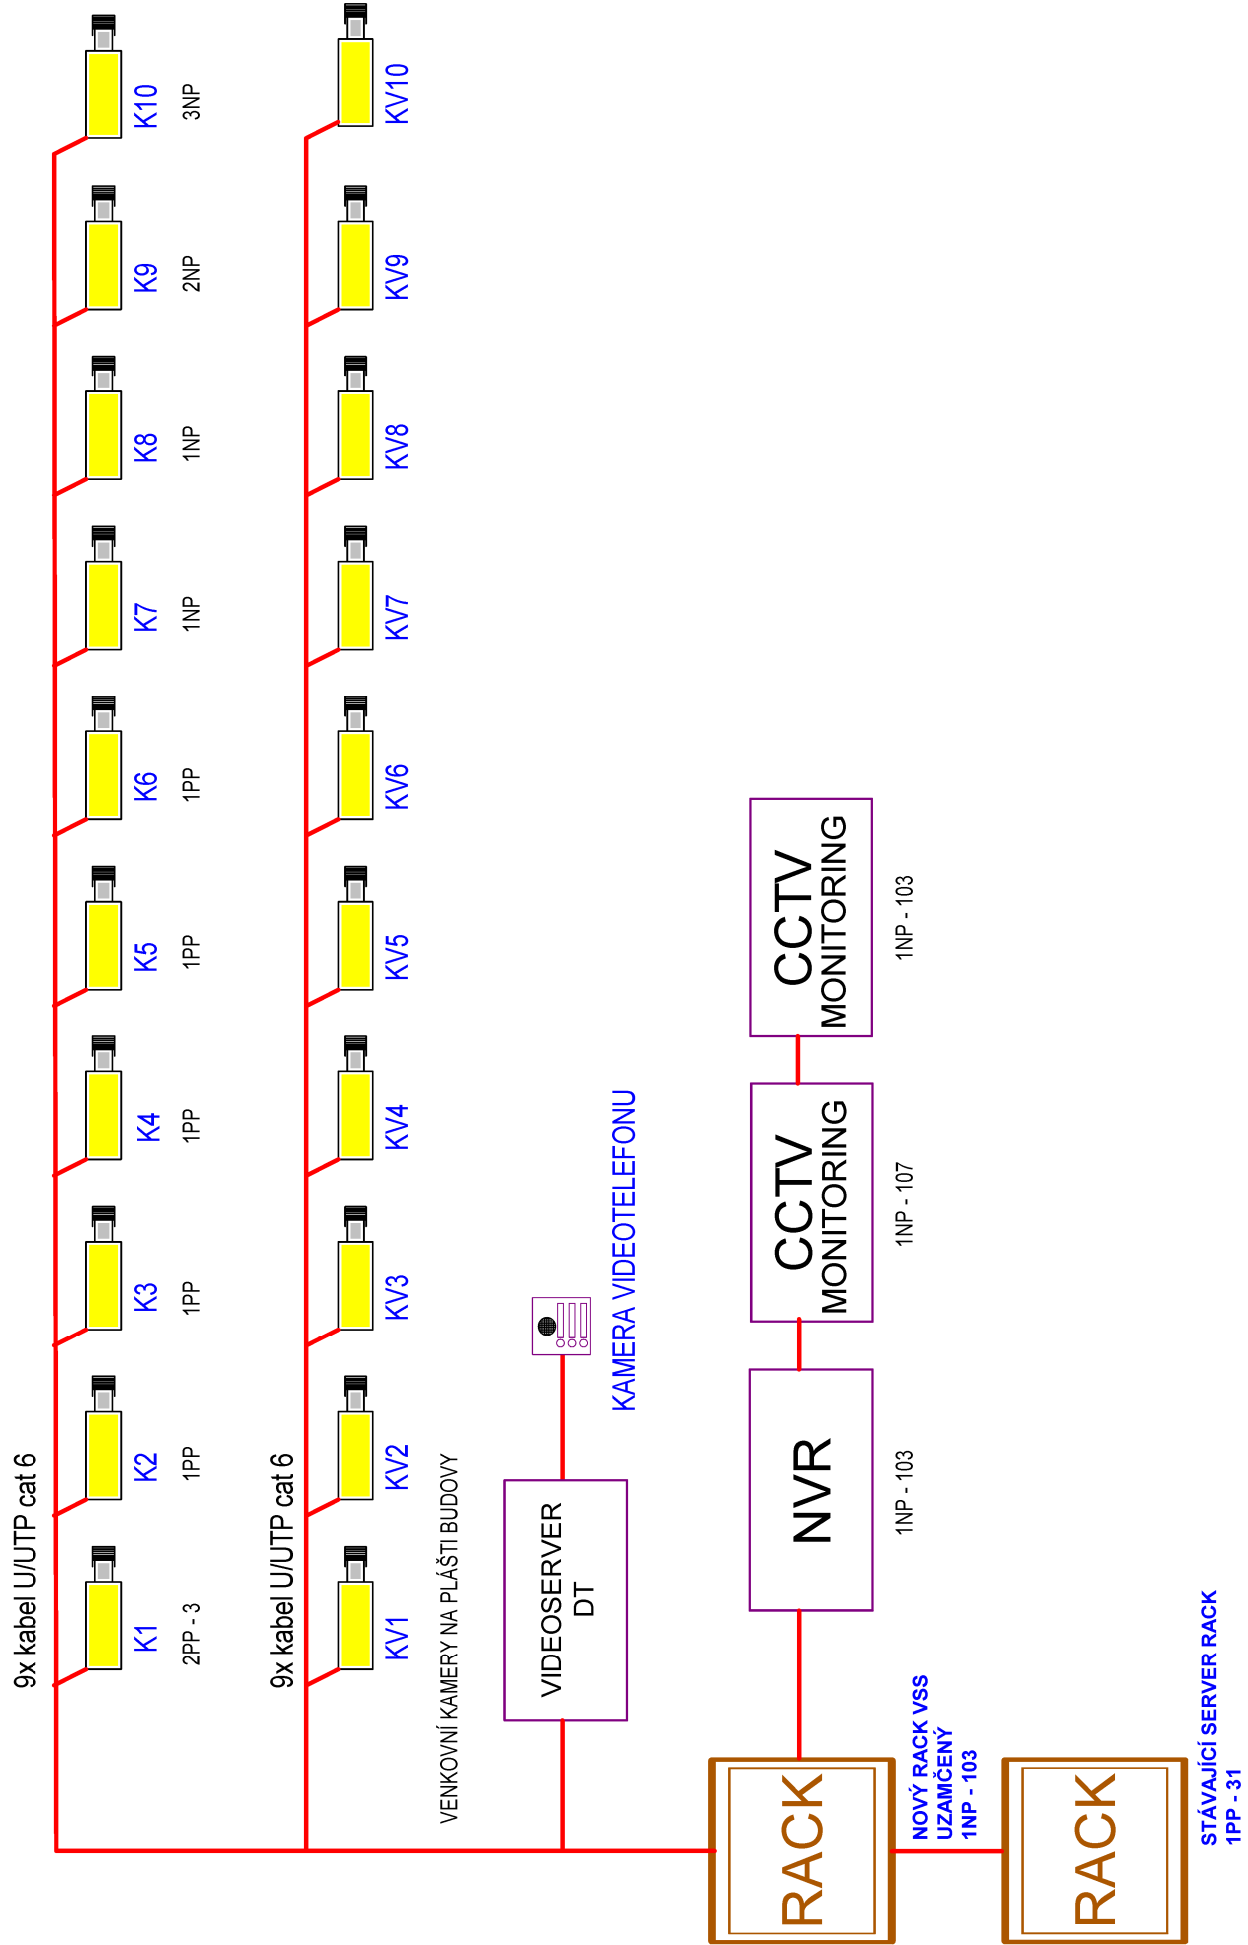 9x kabel U/UTP cat 6
K1
K2
K3
K4
K5
K6
K7
K8
K9
K10
2PP - 3
1PP
1PP
1PP
1PP
1PP
1NP
1NP
2NP
3NP
9x kabel U/UTP cat 6
KV1
KV2
KV3
KV4
KV5
KV6
KV7
KV8
KV9
KV10
VENKOVNÍ KAMERY NA PLÁŠTI BUDOVY
VIDEOSERVER
DT
KAMERA VIDEOTELEFONU
RACK
NVR
CCTV
MONITORING
CCTV
MONITORING
NOVÝ RACK VSS
UZAMČENÝ
1NP - 103
1NP - 103
1NP - 107
1NP - 103
RACK
STÁVAJÍCÍ SERVER RACK
1PP - 31